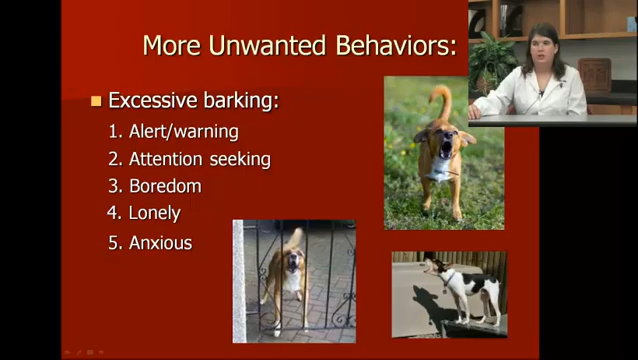 More Unwanted Behaviors:
Excessive barking:
1. Alert/warning
2. Attention seeking
3. Boredom
4. Lonely
5. Anxious